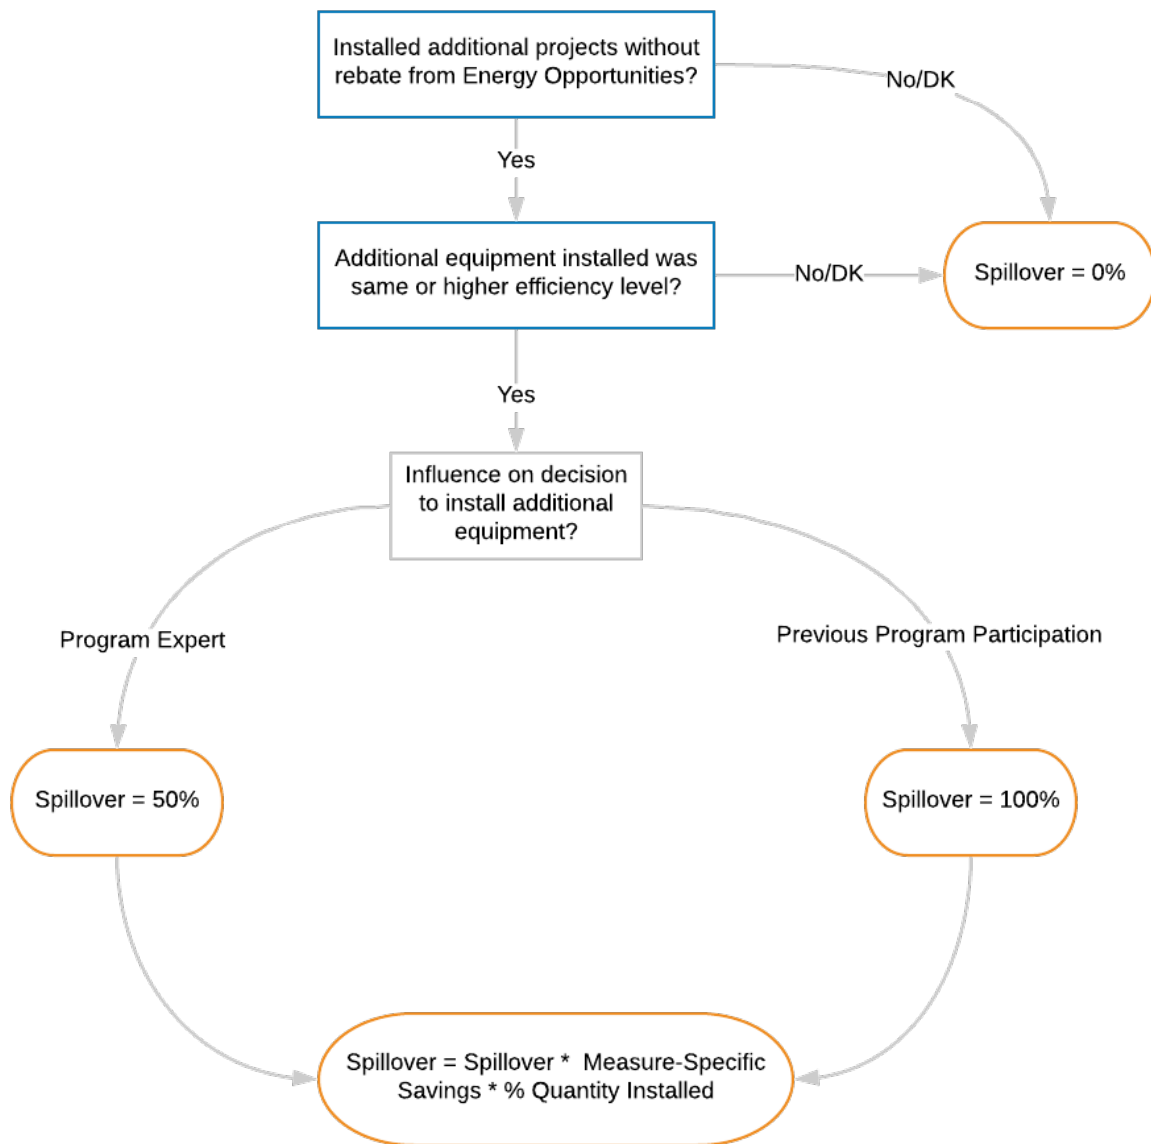 Installed additional projects without
rebate from Energy Opportunities?
No/DK
Yes
Additional equipment installed was
same or higher efficiency level?
No/DK
Spillover = 0%
Yes
Influence on decision
to install additional
equipment?
Program Expert
Previous Program Participation
Spillover = 50%
Spillover = 100%
Spillover = Spillover * Measure-Specific
Savings * % Quantity Installed